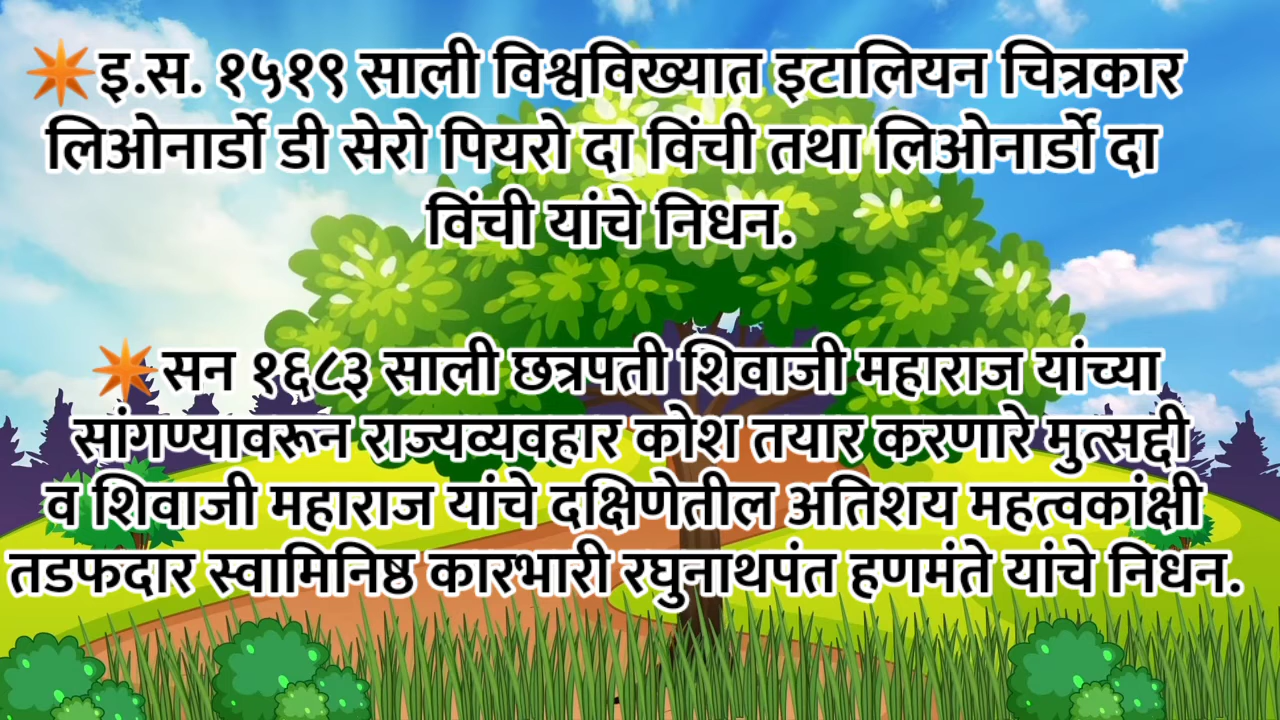 इ.स. १५१९ साली विश्वविख्यात इटालियन चित्रकार
लिओनार्डो डी सेरो पियरो दा विंची तथा लिओनार्डो दा
विंची यांचे निधन.
सन १६८३ साली छत्रपती शिवाजी महाराज यांच्या
सांगण्यावरून राज्यव्यवहार कोश तयार करणारे मुत्सद्दी
व शिवाजी महाराज यांचे दक्षिणेतील अतिशय महत्वकांक्षी
तडफदार स्वामिनिष्ठ कारभारी रघुनाथपंत हणमंते यांचे निधन.